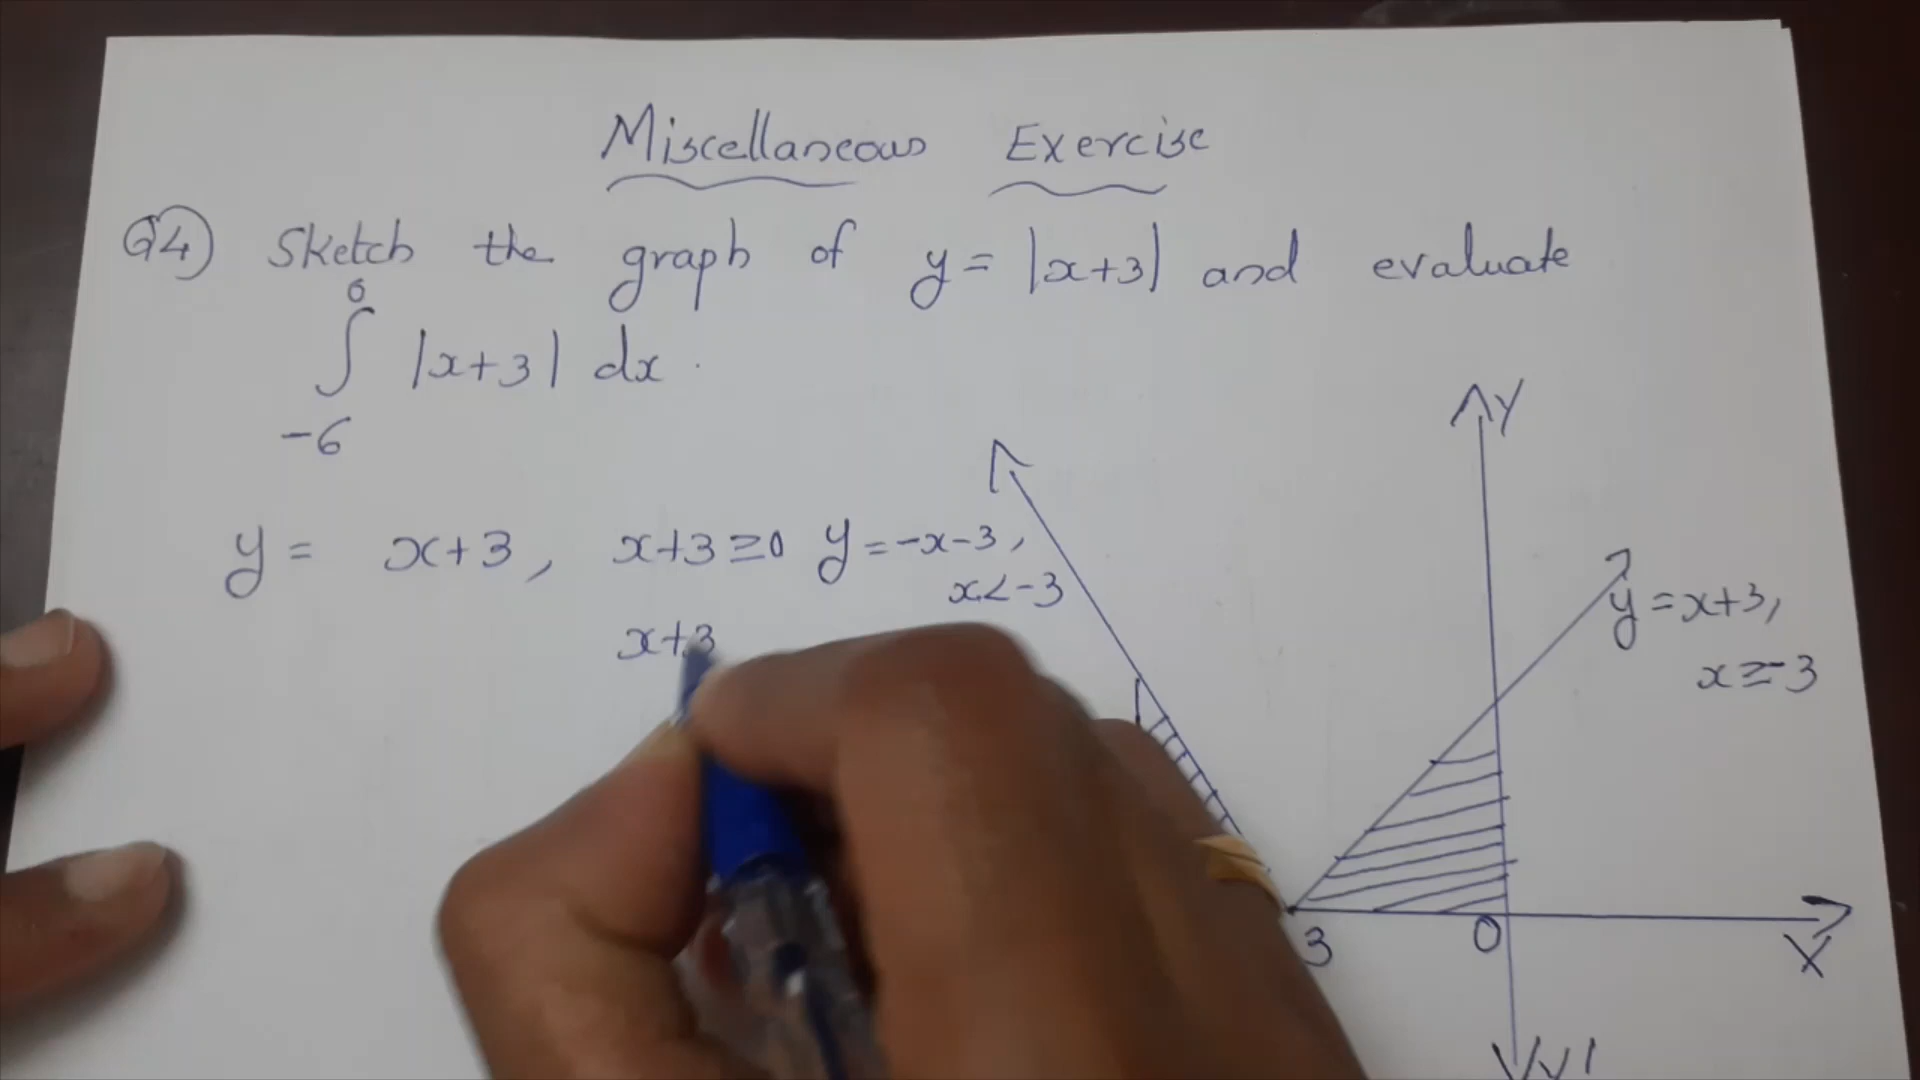 Miscellaneous Exercise
Q4) Sketch the graph of y = |x+3| and evaluate
0
∫ |x+3| dx .
-6
y = x+3, x+3≥0
x+3
y = -x-3,
x<-3
Y
y = x+3,
x≥-3
3 0 X
Y'